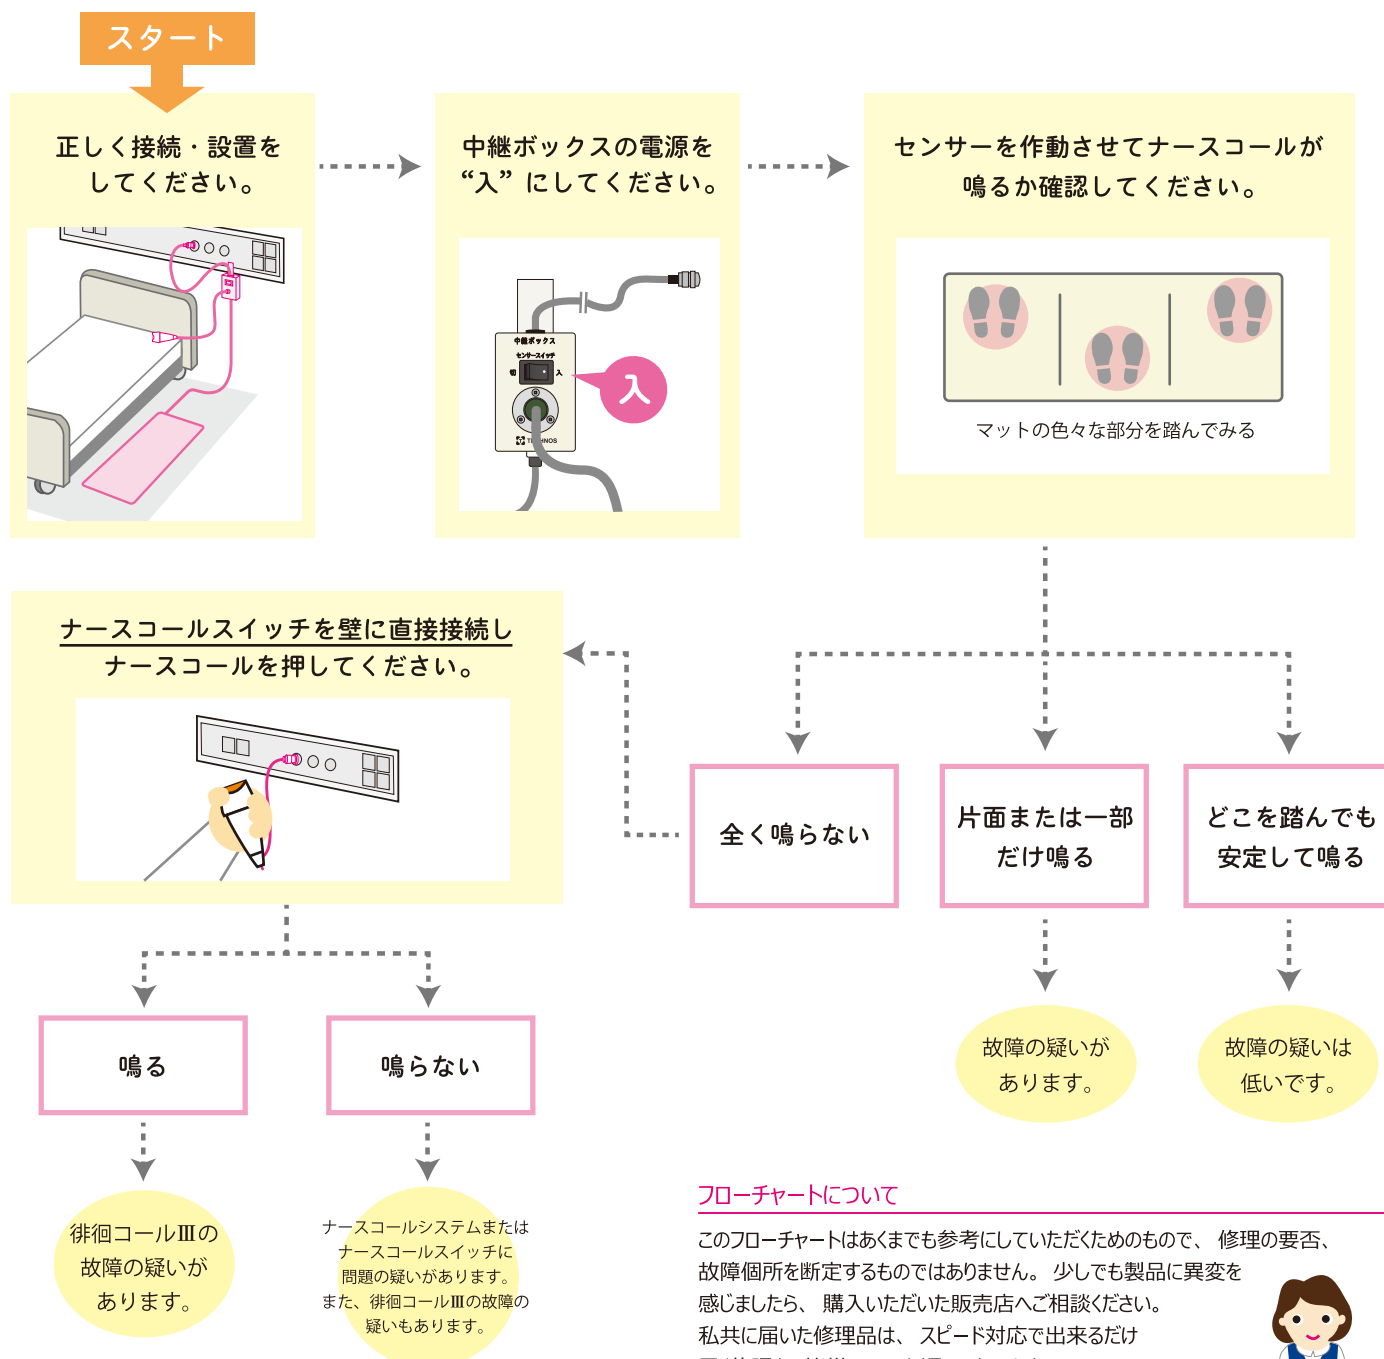 スタート
正しく接続・設置を
してください。
中継ボックスの電源を
“入” にしてください。
センサーを作動させてナースコールが
鳴るか確認してください。
中継ボックス
センサースイッチ
切
入
入
マットの色々な部分を踏んでみる
ナースコールスイッチを壁に直接接続し
ナースコールを押してください。
全く鳴らない
片面または一部
だけ鳴る
どこを踏んでも
安定して鳴る
鳴る
鳴らない
故障の疑いが
あります。
故障の疑いは
低いです。
徘徊コールⅢの
故障の疑いが
あります。
ナースコールシステムまたは
ナースコールスイッチに
問題の疑いがあります。
また、徘徊コールⅢの故障の
疑いもあります。
フローチャートについて
このフローチャートはあくまでも参考にしていただくためのもので、 修理の要否、
故障個所を断定するものではありません。 少しでも製品に異変を
感じましたら、 購入いただいた販売店へご相談ください。
私共に届いた修理品は、 スピード対応で出来るだけ